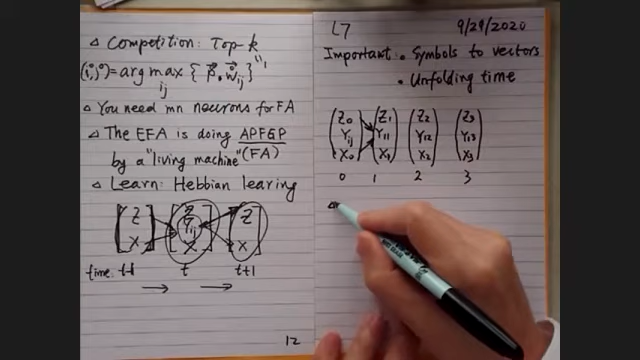 △ Competition: Top-k
(i,j)=arg max { p⃗ . w⃗ij }"1
ij
△ You need mn neurons for FA
△ The EFA is doing APFGP
by a "living machine" (FA)
△ Learn: Hebbian learing
[Z X] [Z Yij X] [Z X]
time: t-1 t t+1
→ →
12
L7 9/29/2020
Important: • Symbols to vectors
• Unfolding time
(Z0 Yij X0) (Z1 Y11 X1) (Z2 Y12 X2) (Z3 Y13 X3)
0 1 2 3